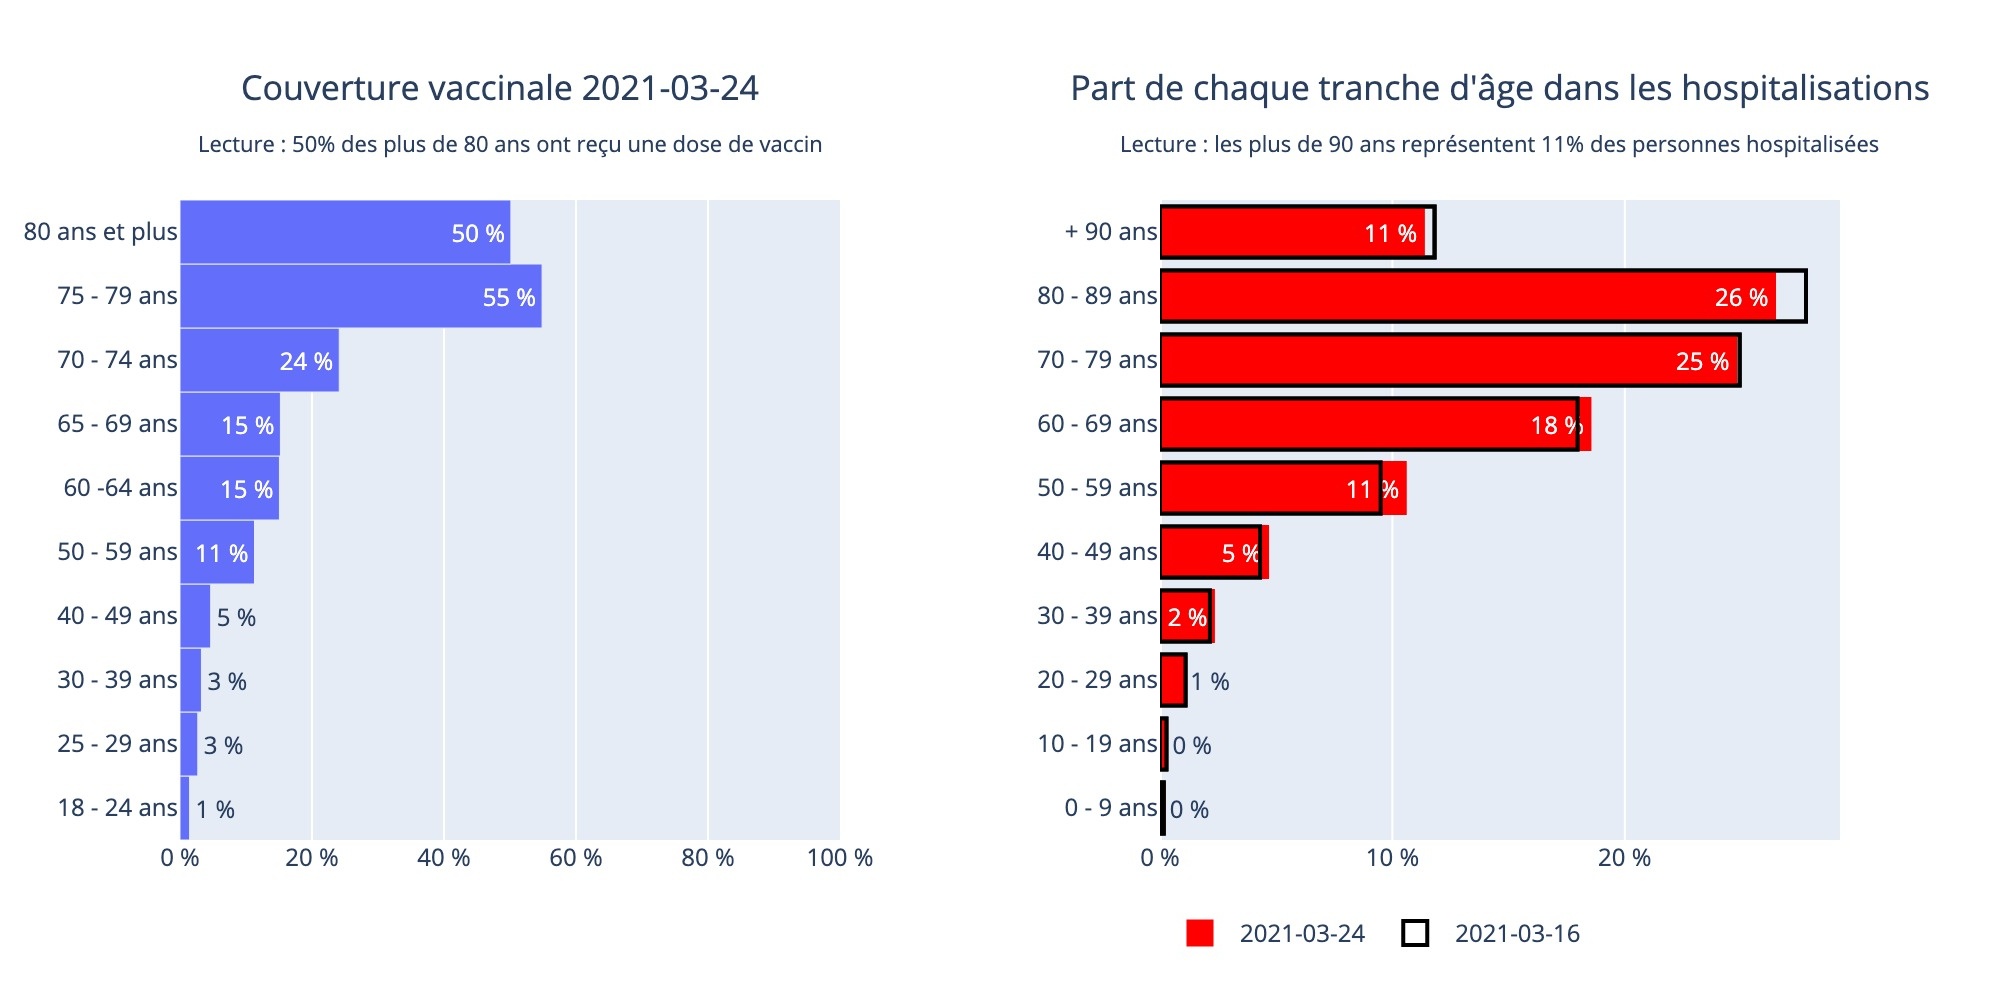 Couverture vaccinale 2021-03-24
Lecture : 50% des plus de 80 ans ont reçu une dose de vaccin
80 ans et plus 50 %
75 - 79 ans 55 %
70 - 74 ans 24 %
65 - 69 ans 15 %
60 -64 ans 15 %
50 - 59 ans 11 %
40 - 49 ans 5 %
30 - 39 ans 3 %
25 - 29 ans 3 %
18 - 24 ans 1 %
0 % 20 % 40 % 60 % 80 % 100 %
Part de chaque tranche d'âge dans les hospitalisations
Lecture : les plus de 90 ans représentent 11% des personnes hospitalisées
+ 90 ans 11 %
80 - 89 ans 26 %
70 - 79 ans 25 %
60 - 69 ans 18 %
50 - 59 ans 11 %
40 - 49 ans 5 %
30 - 39 ans 2 %
20 - 29 ans 1 %
10 - 19 ans 0 %
0 - 9 ans 0 %
0 % 10 % 20 %
2021-03-24 2021-03-16